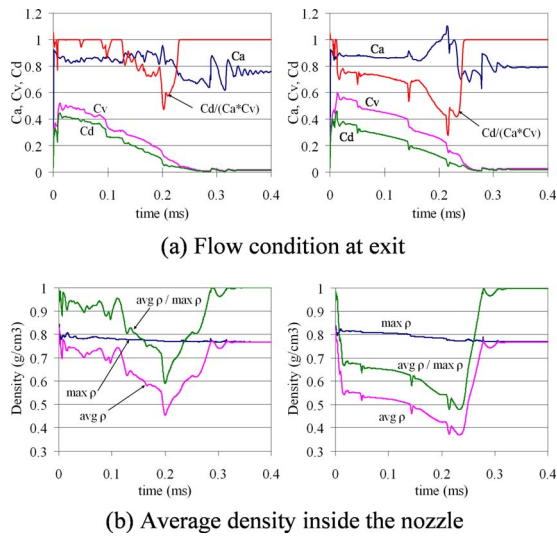 1.2
1
0.8
0.6
0.4
0.2
0
Ca, Cv, Cd
Ca
Cd/(Ca*Cv)
Cv
Cd
0 0.1 0.2 0.3 0.4
time (ms)
1.2
1
0.8
0.6
0.4
0.2
0
Ca
Cv
Cd
Cd/(Ca*Cv)
0 0.1 0.2 0.3 0.4
time (ms)
(a) Flow condition at exit
1
0.9
0.8
0.7
0.6
0.5
0.4
0.3
Density (g/cm3)
avg ρ / max ρ
max ρ
avg ρ
0 0.1 0.2 0.3 0.4
time (ms)
1
0.9
0.8
0.7
0.6
0.5
0.4
0.3
Density (g/cm3)
max ρ
avg ρ / max ρ
avg ρ
0 0.1 0.2 0.3 0.4
time (ms)
(b) Average density inside the nozzle